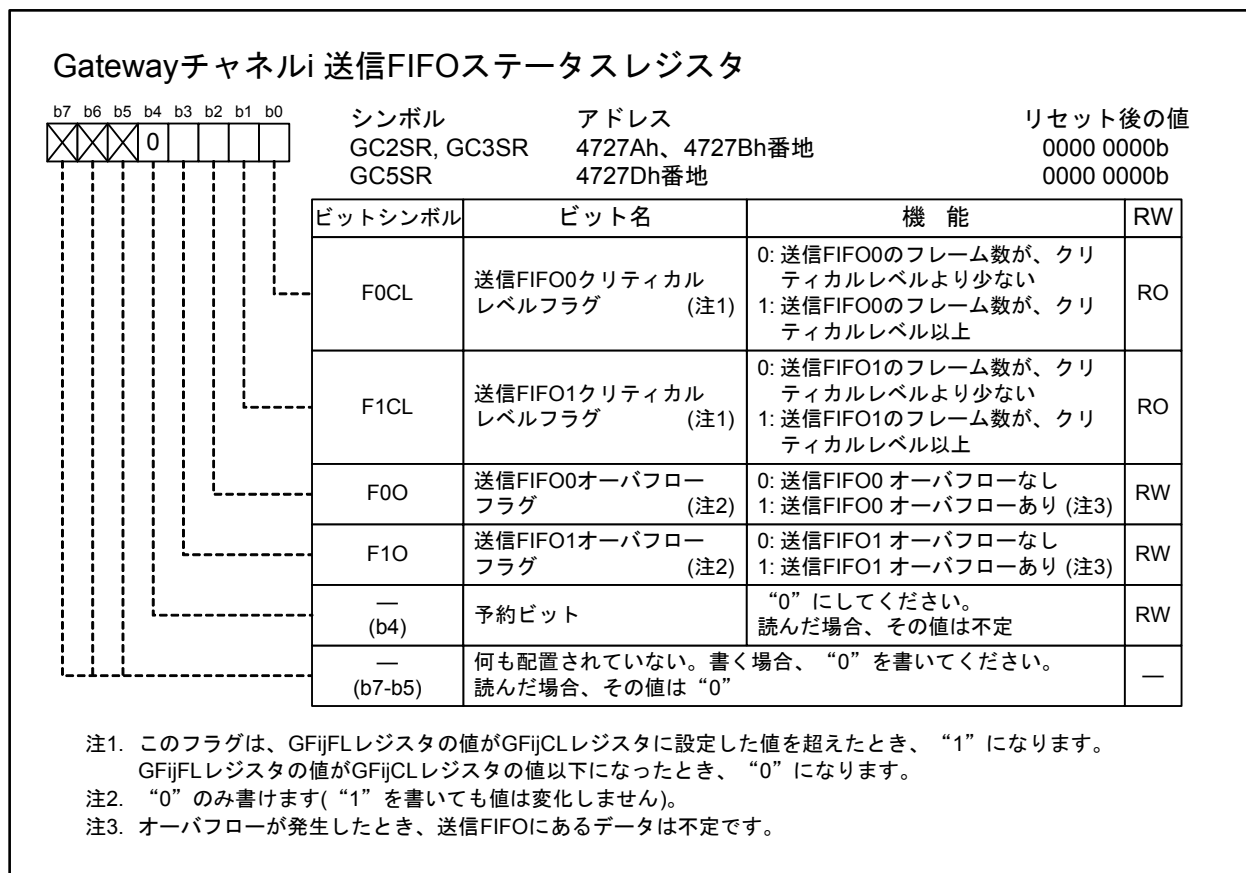 Gatewayチャネルi 送信FIFOステータスレジスタ
b7 b6 b5 b4 b3 b2 b1 b0
0
シンボル アドレス リセット後の値
GC2SR, GC3SR 4727Ah、4727Bh番地 0000 0000b
GC5SR 4727Dh番地 0000 0000b
ビットシンボル ビット名 機 能 RW
F0CL
送信FIFO0クリティカル
レベルフラグ (注1)
0: 送信FIFO0のフレーム数が、クリ
ティカルレベルより少ない
1: 送信FIFO0のフレーム数が、クリ
ティカルレベル以上
RO
F1CL
送信FIFO1クリティカル
レベルフラグ (注1)
0: 送信FIFO1のフレーム数が、クリ
ティカルレベルより少ない
1: 送信FIFO1のフレーム数が、クリ
ティカルレベル以上
RO
F0O
送信FIFO0オーバフロー
フラグ (注2)
0: 送信FIFO0 オーバフローなし
1: 送信FIFO0 オーバフローあり (注3)
RW
F1O
送信FIFO1オーバフロー
フラグ (注2)
0: 送信FIFO1 オーバフローなし
1: 送信FIFO1 オーバフローあり (注3)
RW
—
(b4)
予約ビット
“0”にしてください。
読んだ場合、その値は不定
RW
—
(b7-b5)
何も配置されていない。書く場合、“0”を書いてください。
読んだ場合、その値は“0”
—
注1. このフラグは、GFijFLレジスタの値がGFijCLレジスタに設定した値を超えたとき、“1”になります。
GFijFLレジスタの値がGFijCLレジスタの値以下になったとき、“0”になります。
注2. “0”のみ書けます(“1”を書いても値は変化しません)。
注3. オーバフローが発生したとき、送信FIFOにあるデータは不定です。